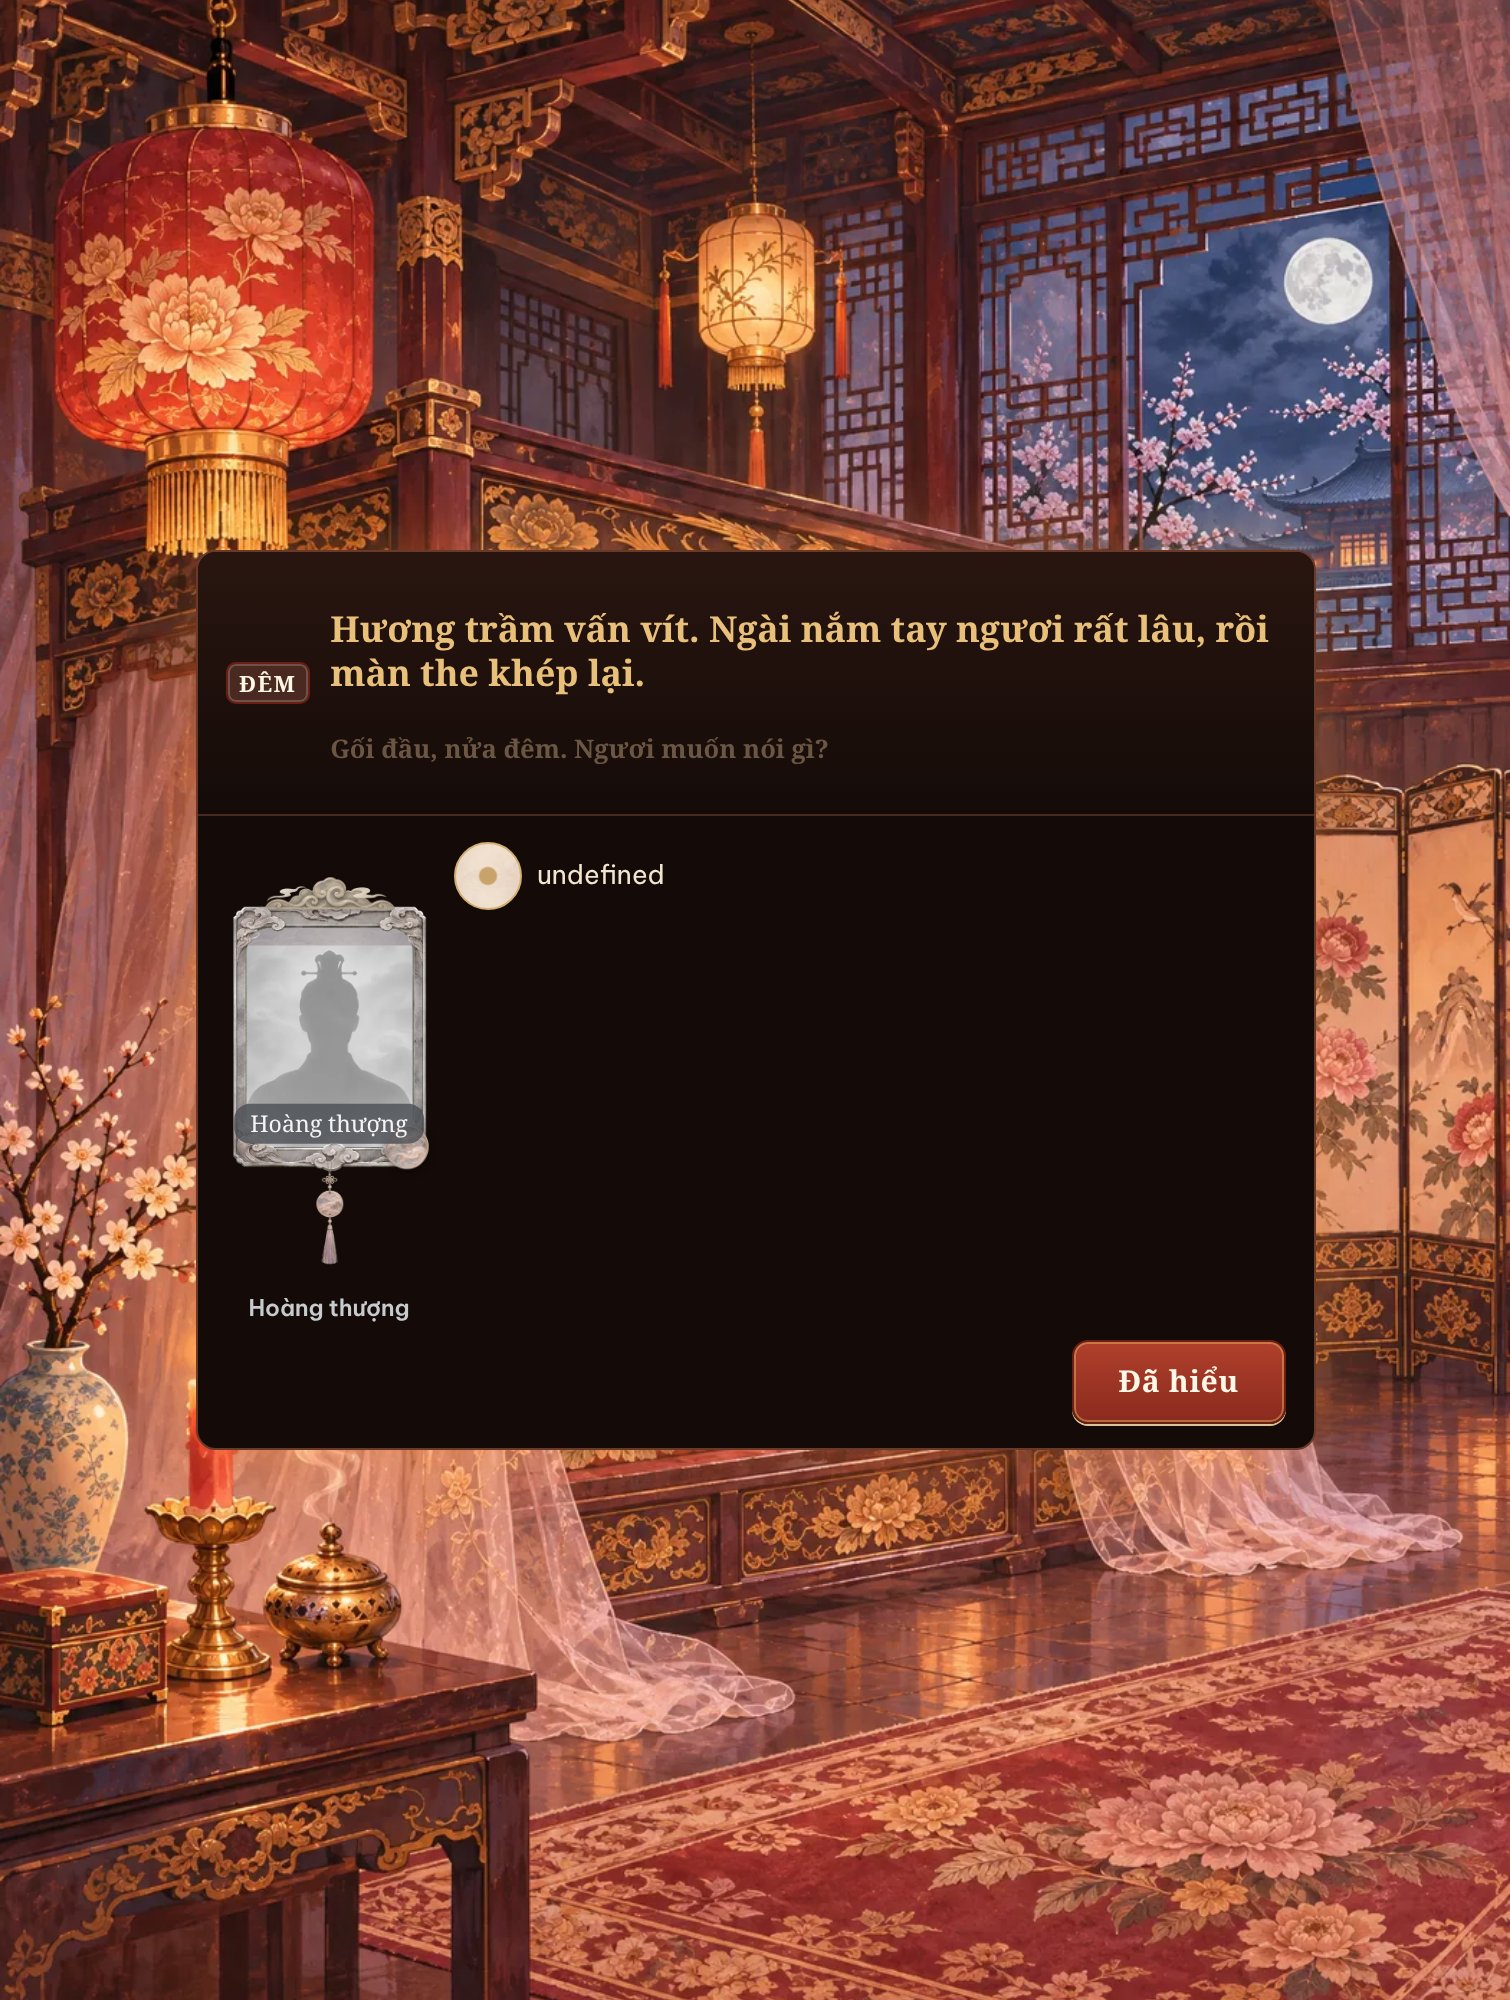 Hương trầm vấn vít. Ngài nắm tay ngươi rất lâu, rồi
màn the khép lại.
ĐÊM
Gối đầu, nửa đêm. Ngươi muốn nói gì?
undefined
Hoàng thượng
Hoàng thượng
Đã hiểu